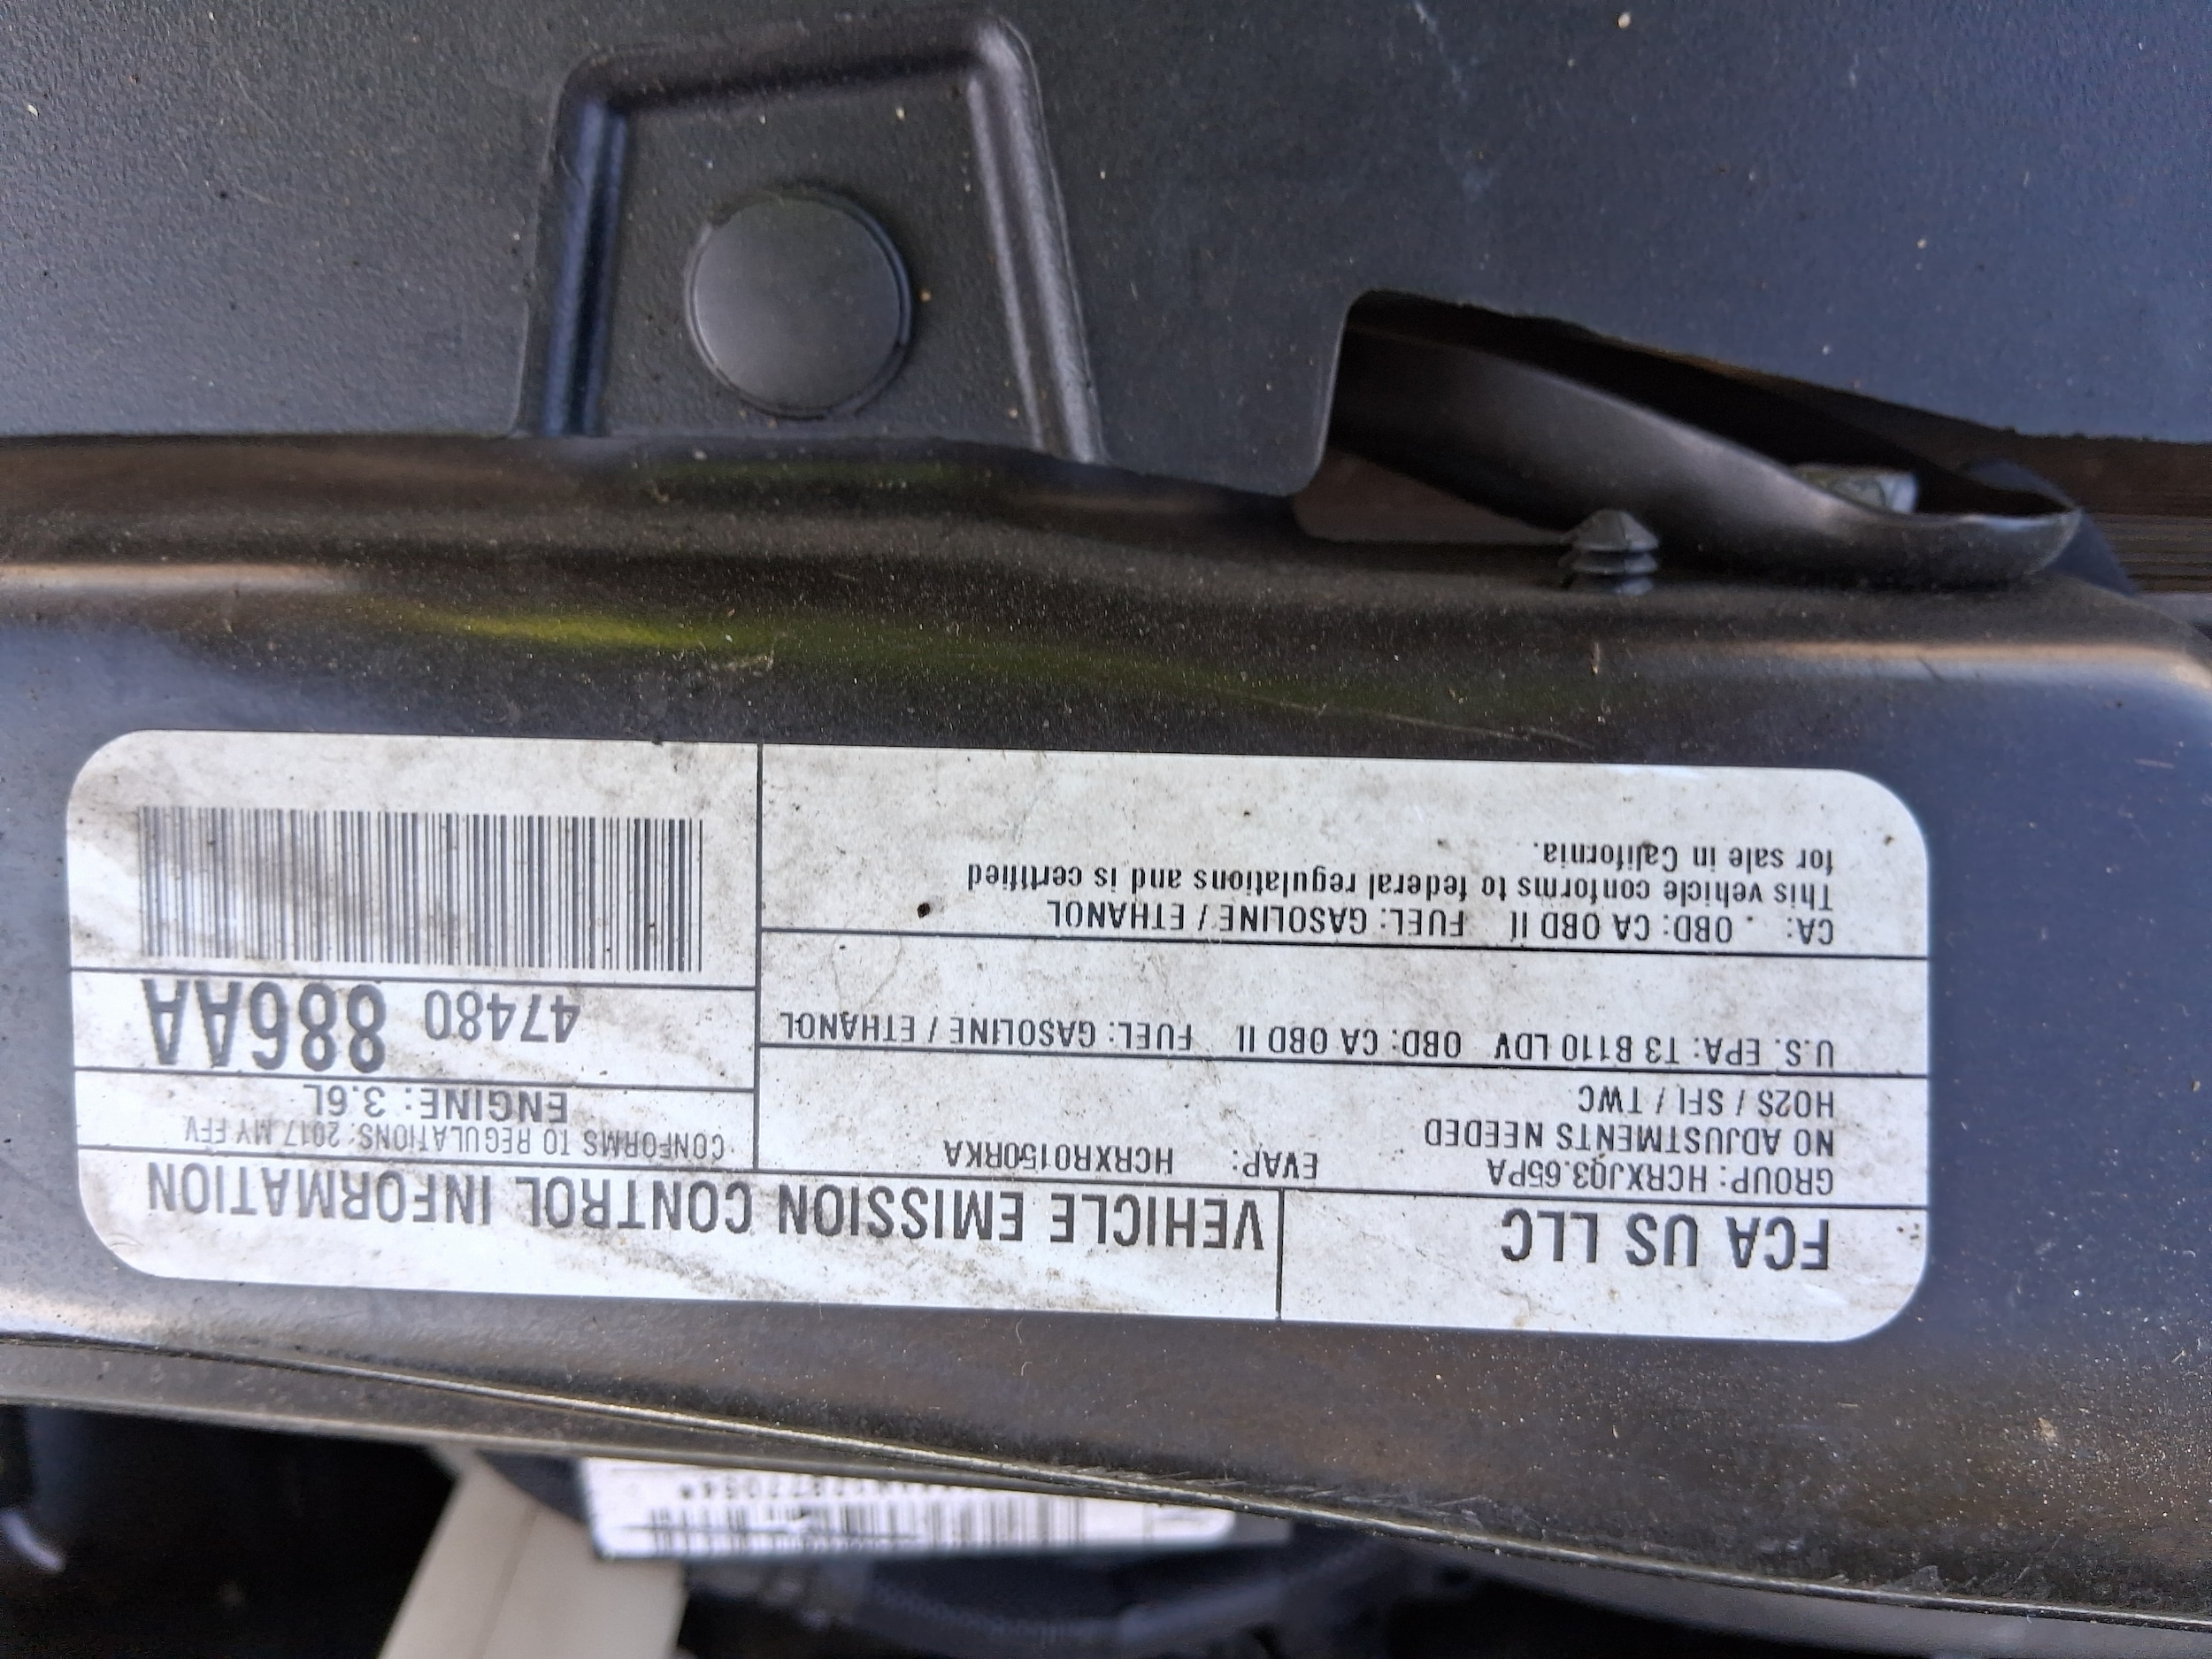 FCA US LLC
VEHICLE EMISSION CONTROL INFORMATION
GROUP: HCRXJ03.65PA EVAP: HCRXR0150RKA
NO ADJUSTMENTS NEEDED
HO2S / SFI / TWC
CONFORMS TO REGULATIONS: 2017 MY FFV
ENGINE: 3.6L
U.S. EPA: T3 B110 LDV OBD: CA OBD II FUEL: GASOLINE / ETHANOL
47480 886AA
CA: . OBD: CA OBD II FUEL: GASOLINE / ETHANOL
This vehicle conforms to federal regulations and is certified
for sale in California.